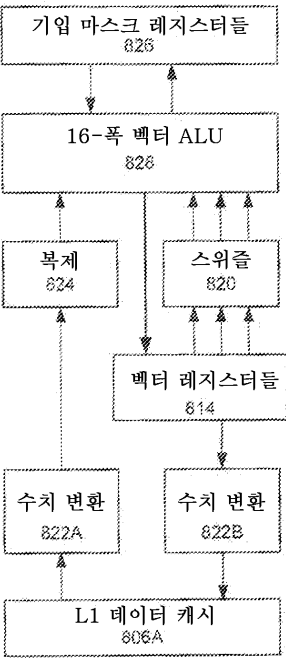 기입 마스크 레지스터들
826
16-폭 벡터 ALU
828
복제
824
스위즐
820
벡터 레지스터들
814
수치 변환
822A
수치 변환
822B
L1 데이터 캐시
806A